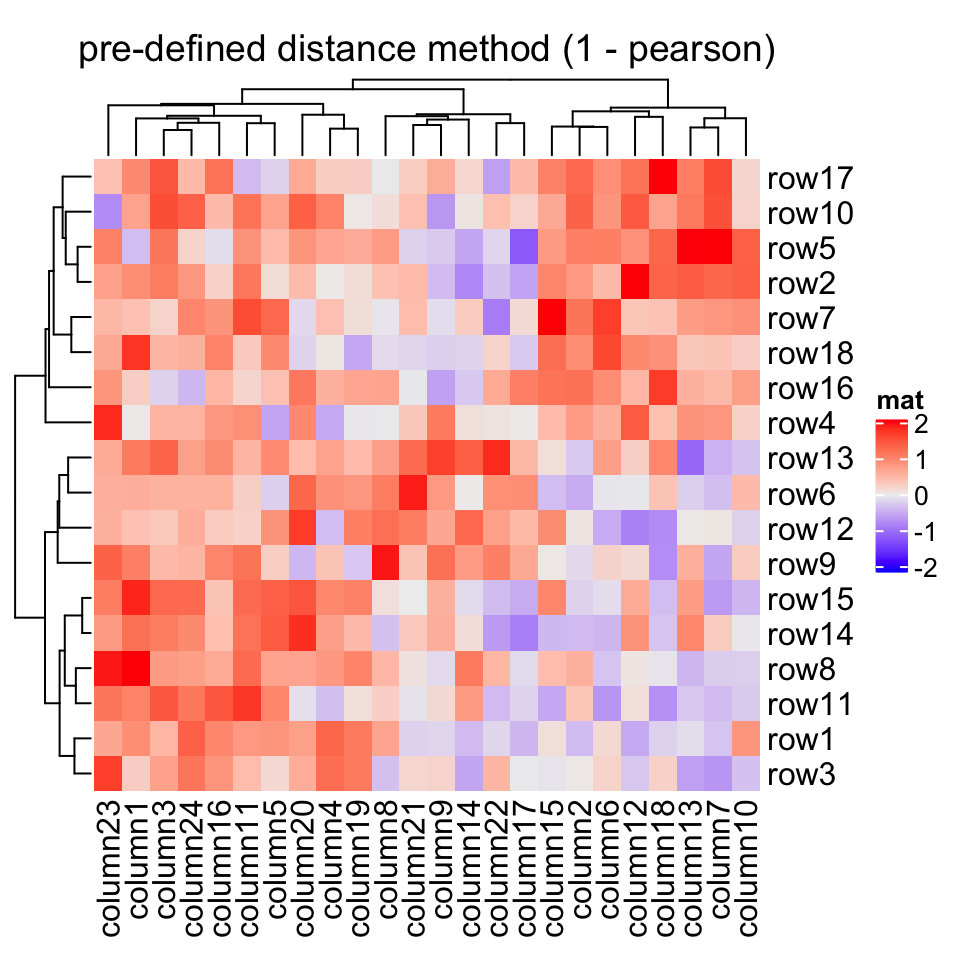 pre-defined distance method (1 - pearson)
row17
row10
row5
row2
row7
row18
row16
row4
row13
row6
row12
row9
row15
row14
row8
row11
row1
row3
mat
2
1
0
-1
-2
column23
column1
column3
column24
column16
column11
column5
column20
column4
column19
column8
column21
column9
column14
column22
column17
column15
column2
column6
column12
column18
column13
column7
column10